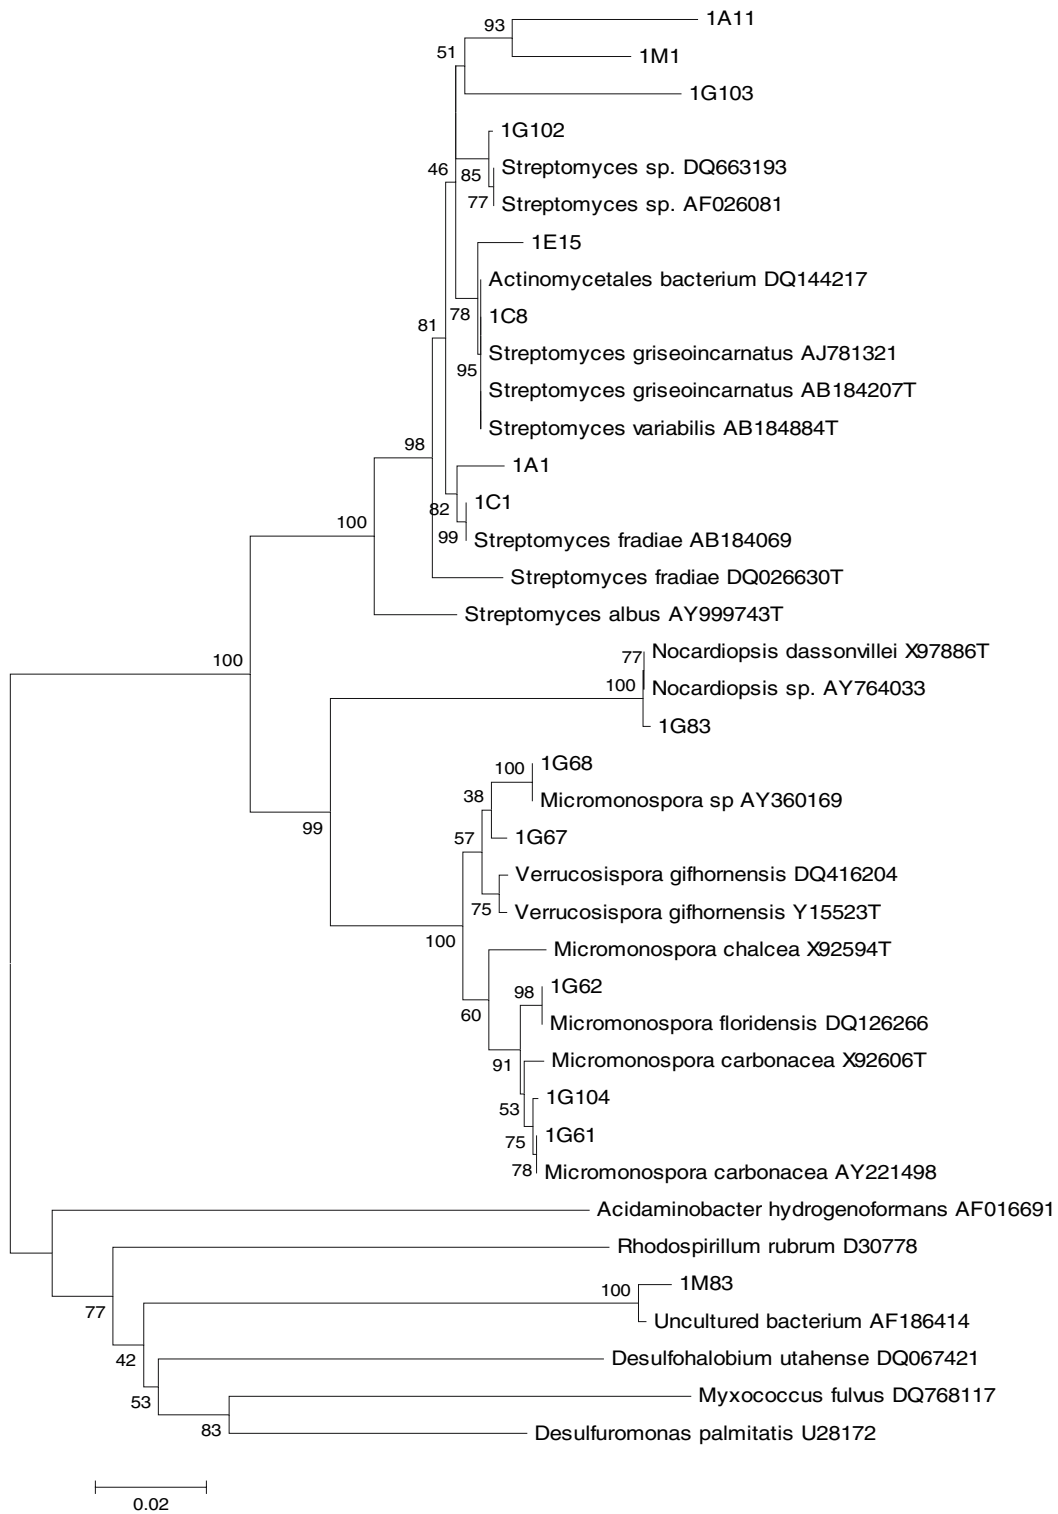 1A11
93
51
1M1
1G103
1G102
46
85
Streptomyces sp. DQ663193
77
Streptomyces sp. AF026081
1E15
Actinomycetales bacterium DQ144217
78
1C8
81
Streptomyces griseoincarnatus AJ781321
95
Streptomyces griseoincarnatus AB184207T
Streptomyces variabilis AB184884T
98
1A1
82
1C1
100
99
Streptomyces fradiae AB184069
Streptomyces fradiae DQ026630T
Streptomyces albus AY999743T
100
77
Nocardiopsis dassonvillei X97886T
100
Nocardiopsis sp. AY764033
1G83
100
1G68
38
Micromonospora sp AY360169
99
57
1G67
Verrucosispora gifhornensis DQ416204
75
Verrucosispora gifhornensis Y15523T
100
Micromonospora chalcea X92594T
98
1G62
60
Micromonospora floridensis DQ126266
91
Micromonospora carbonacea X92606T
53
1G104
75
1G61
78
Micromonospora carbonacea AY221498
Acidaminobacter hydrogenoformans AF016691
Rhodospirillum rubrum D30778
77
100
1M83
Uncultured bacterium AF186414
42
Desulfohalobium utahense DQ067421
53
Myxococcus fulvus DQ768117
83
Desulfuromonas palmitatis U28172
0.02